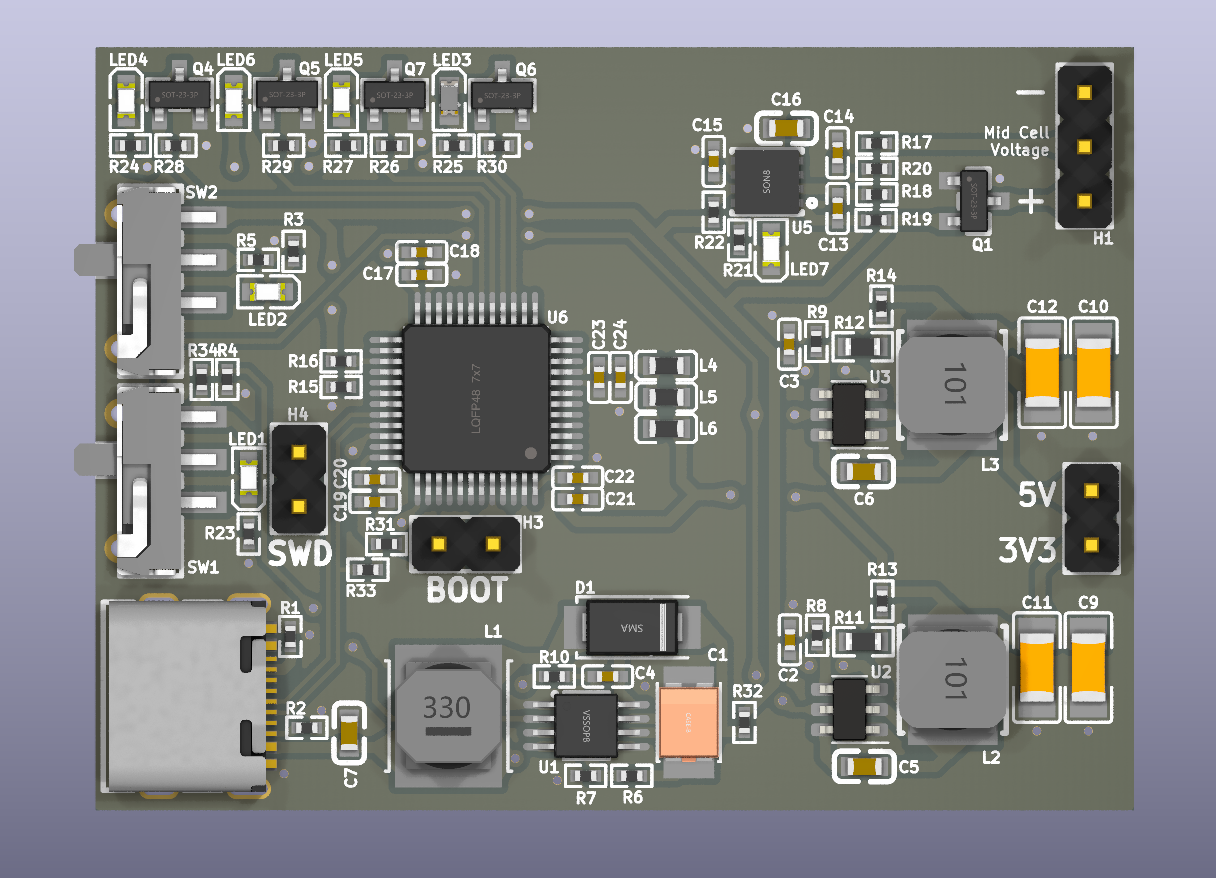 LED4
LED6
LED5
LED3
Q4
Q5
Q7
Q6
SOT-23-3P
SOT-23-3P
SOT-23-3P
SOT-23-3P
R24
R28
R29
R27
R26
R25
R30
C16
C15
C14
R17
R20
R18
R19
SON8
U5
C13
R22
R21
LED7
Mid Cell
Voltage
−
+
SOT-23-3P
Q1
H1
SW2
R3
R5
LED2
C18
C17
U6
R34
R4
R16
R15
H4
LQFP48 7x7
C23
C24
L4
L5
L6
R14
R9
R12
C3
U3
101
L3
C12
C10
C6
LED1
R23
SW1
SWD
C20
C19
C22
C21
R31
R33
H3
BOOT
5V
3V3
R1
R2
C7
L1
330
D1
SMA
R10
C4
C1
VSSOP8
U1
CASE-A
R32
R7
R6
R13
R8
R11
C2
U2
101
L2
C11
C9
C5